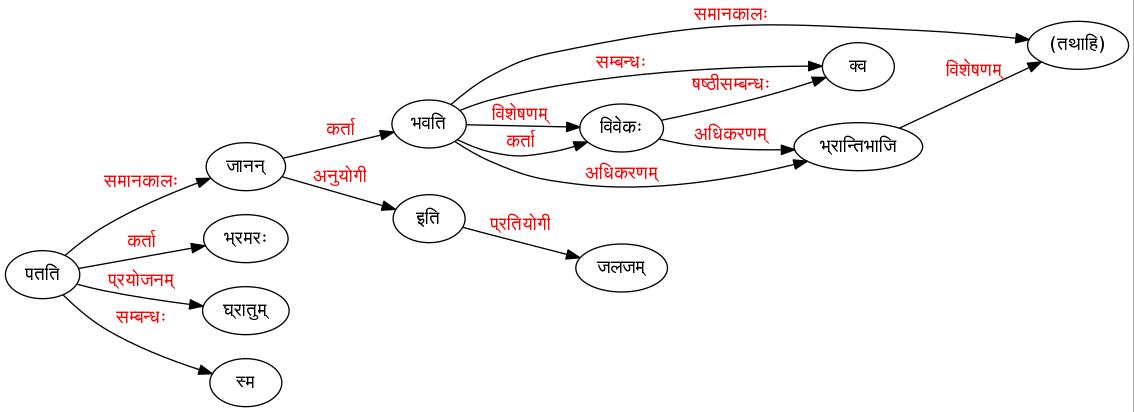 समानकालः
(तथाहि)
सम्बन्धः
क्व
विशेषणम्
षष्ठीसम्बन्धः
भवति
विशेषणम्
विवेकः
कर्ता
कर्ता
अधिकरणम्
भ्रान्तिभाजि
जानन्
अधिकरणम्
समानकालः
अनुयोगी
इति
प्रतियोगी
कर्ता
भ्रमरः
जलजम्
पतति
प्रयोजनम्
घ्रातुम्
सम्बन्धः
स्म